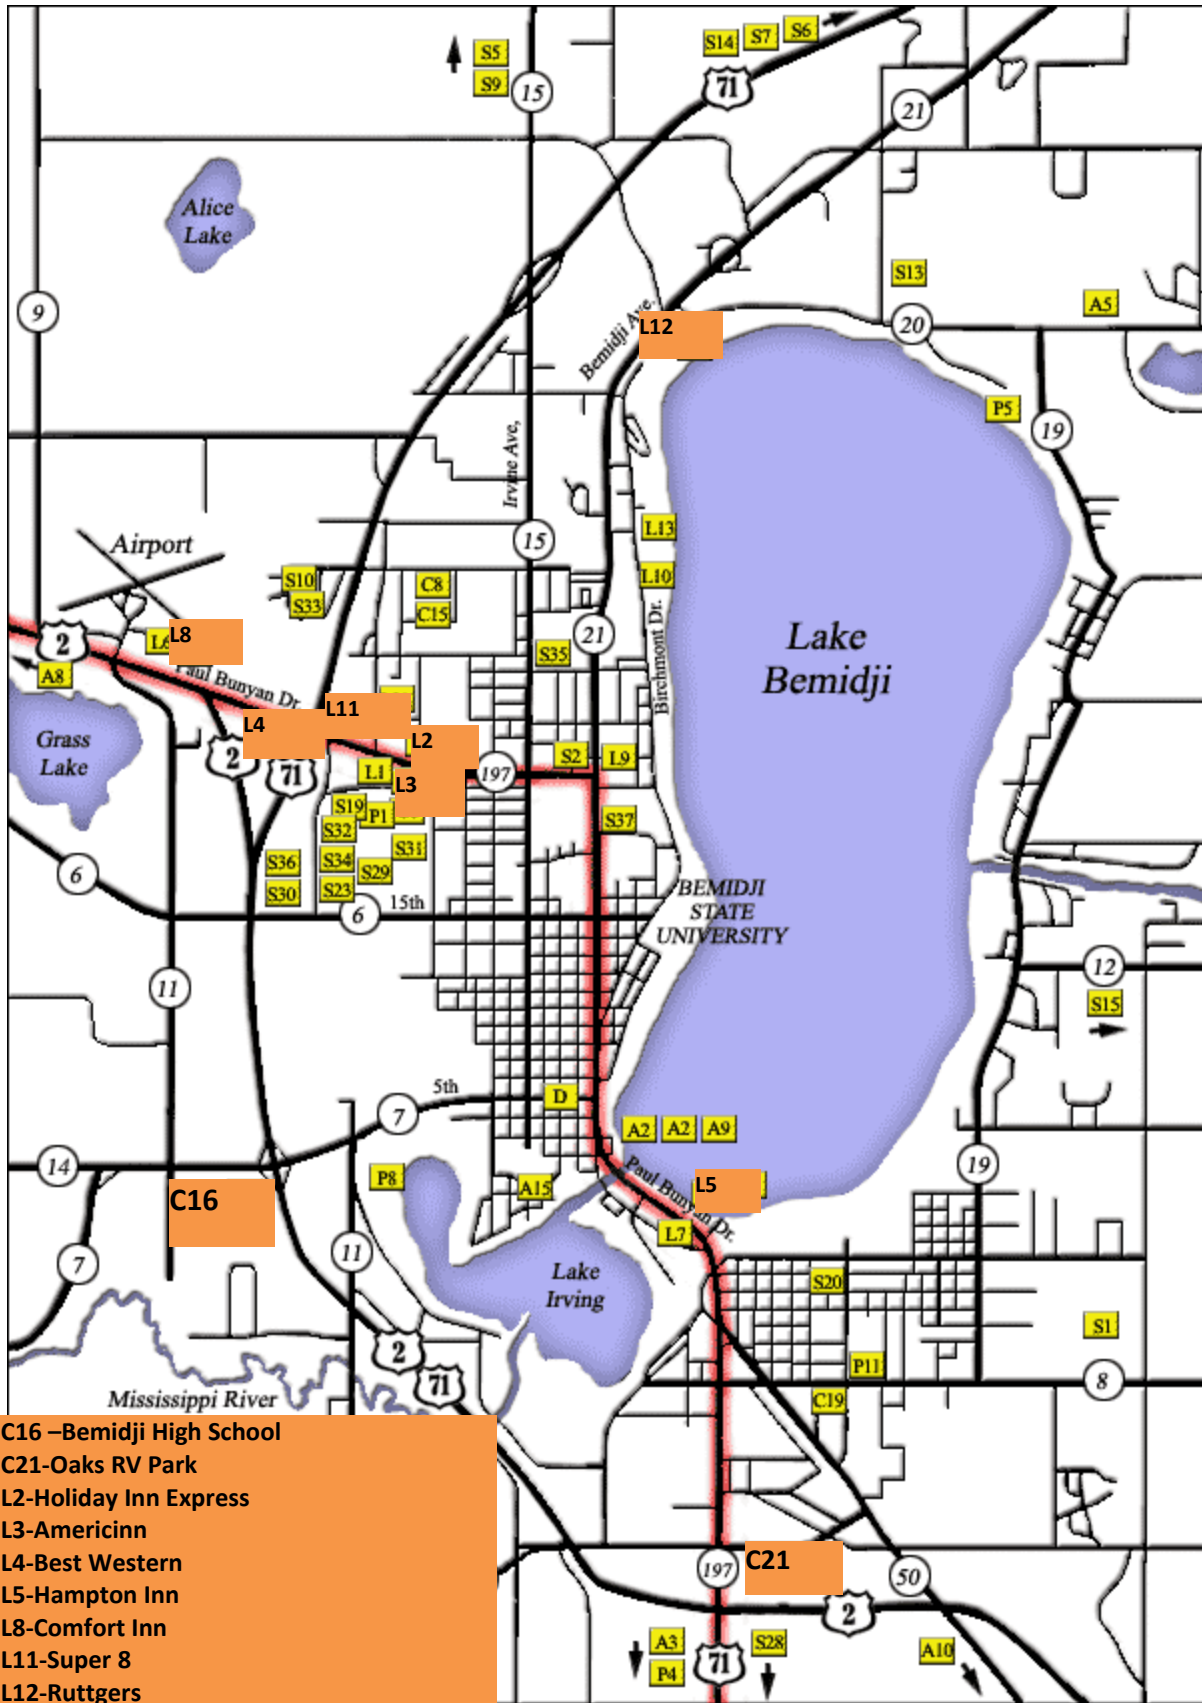 S14 S7 S6
S5
S9
15
71
21
Alice
Lake
9
S13
A5
20
L12
Bemidji Ave.
P5
19
Irvine Ave,
15
L13
L10
Airport
S10
S33
C8
C15
21
Birchmont Dr.
Lake
Bemidji
2
L6
L8
A8
Paul Bunyan Dr.
S35
L11
L4
L2
Grass
Lake
2
71
L1
L3
197
S2
L9
S19
P1
S32
S31
S37
S36
S34
S29
S30
S23
6
6
15th
BEMIDJI
STATE
UNIVERSITY
11
12
S15
5th
7
D
A2 A2 A9
14
P8
A15
Paul Bunyan Dr.
L5
19
C16
L7
7
11
Lake
Irving
S20
S1
2
71
P11
8
C19
Mississippi River
C16 –Bemidji High School
C21-Oaks RV Park
L2-Holiday Inn Express
L3-Americinn
L4-Best Western
L5-Hampton Inn
L8-Comfort Inn
L11-Super 8
L12-Ruttgers
197
C21
50
2
A3
P4
71
S28
A10